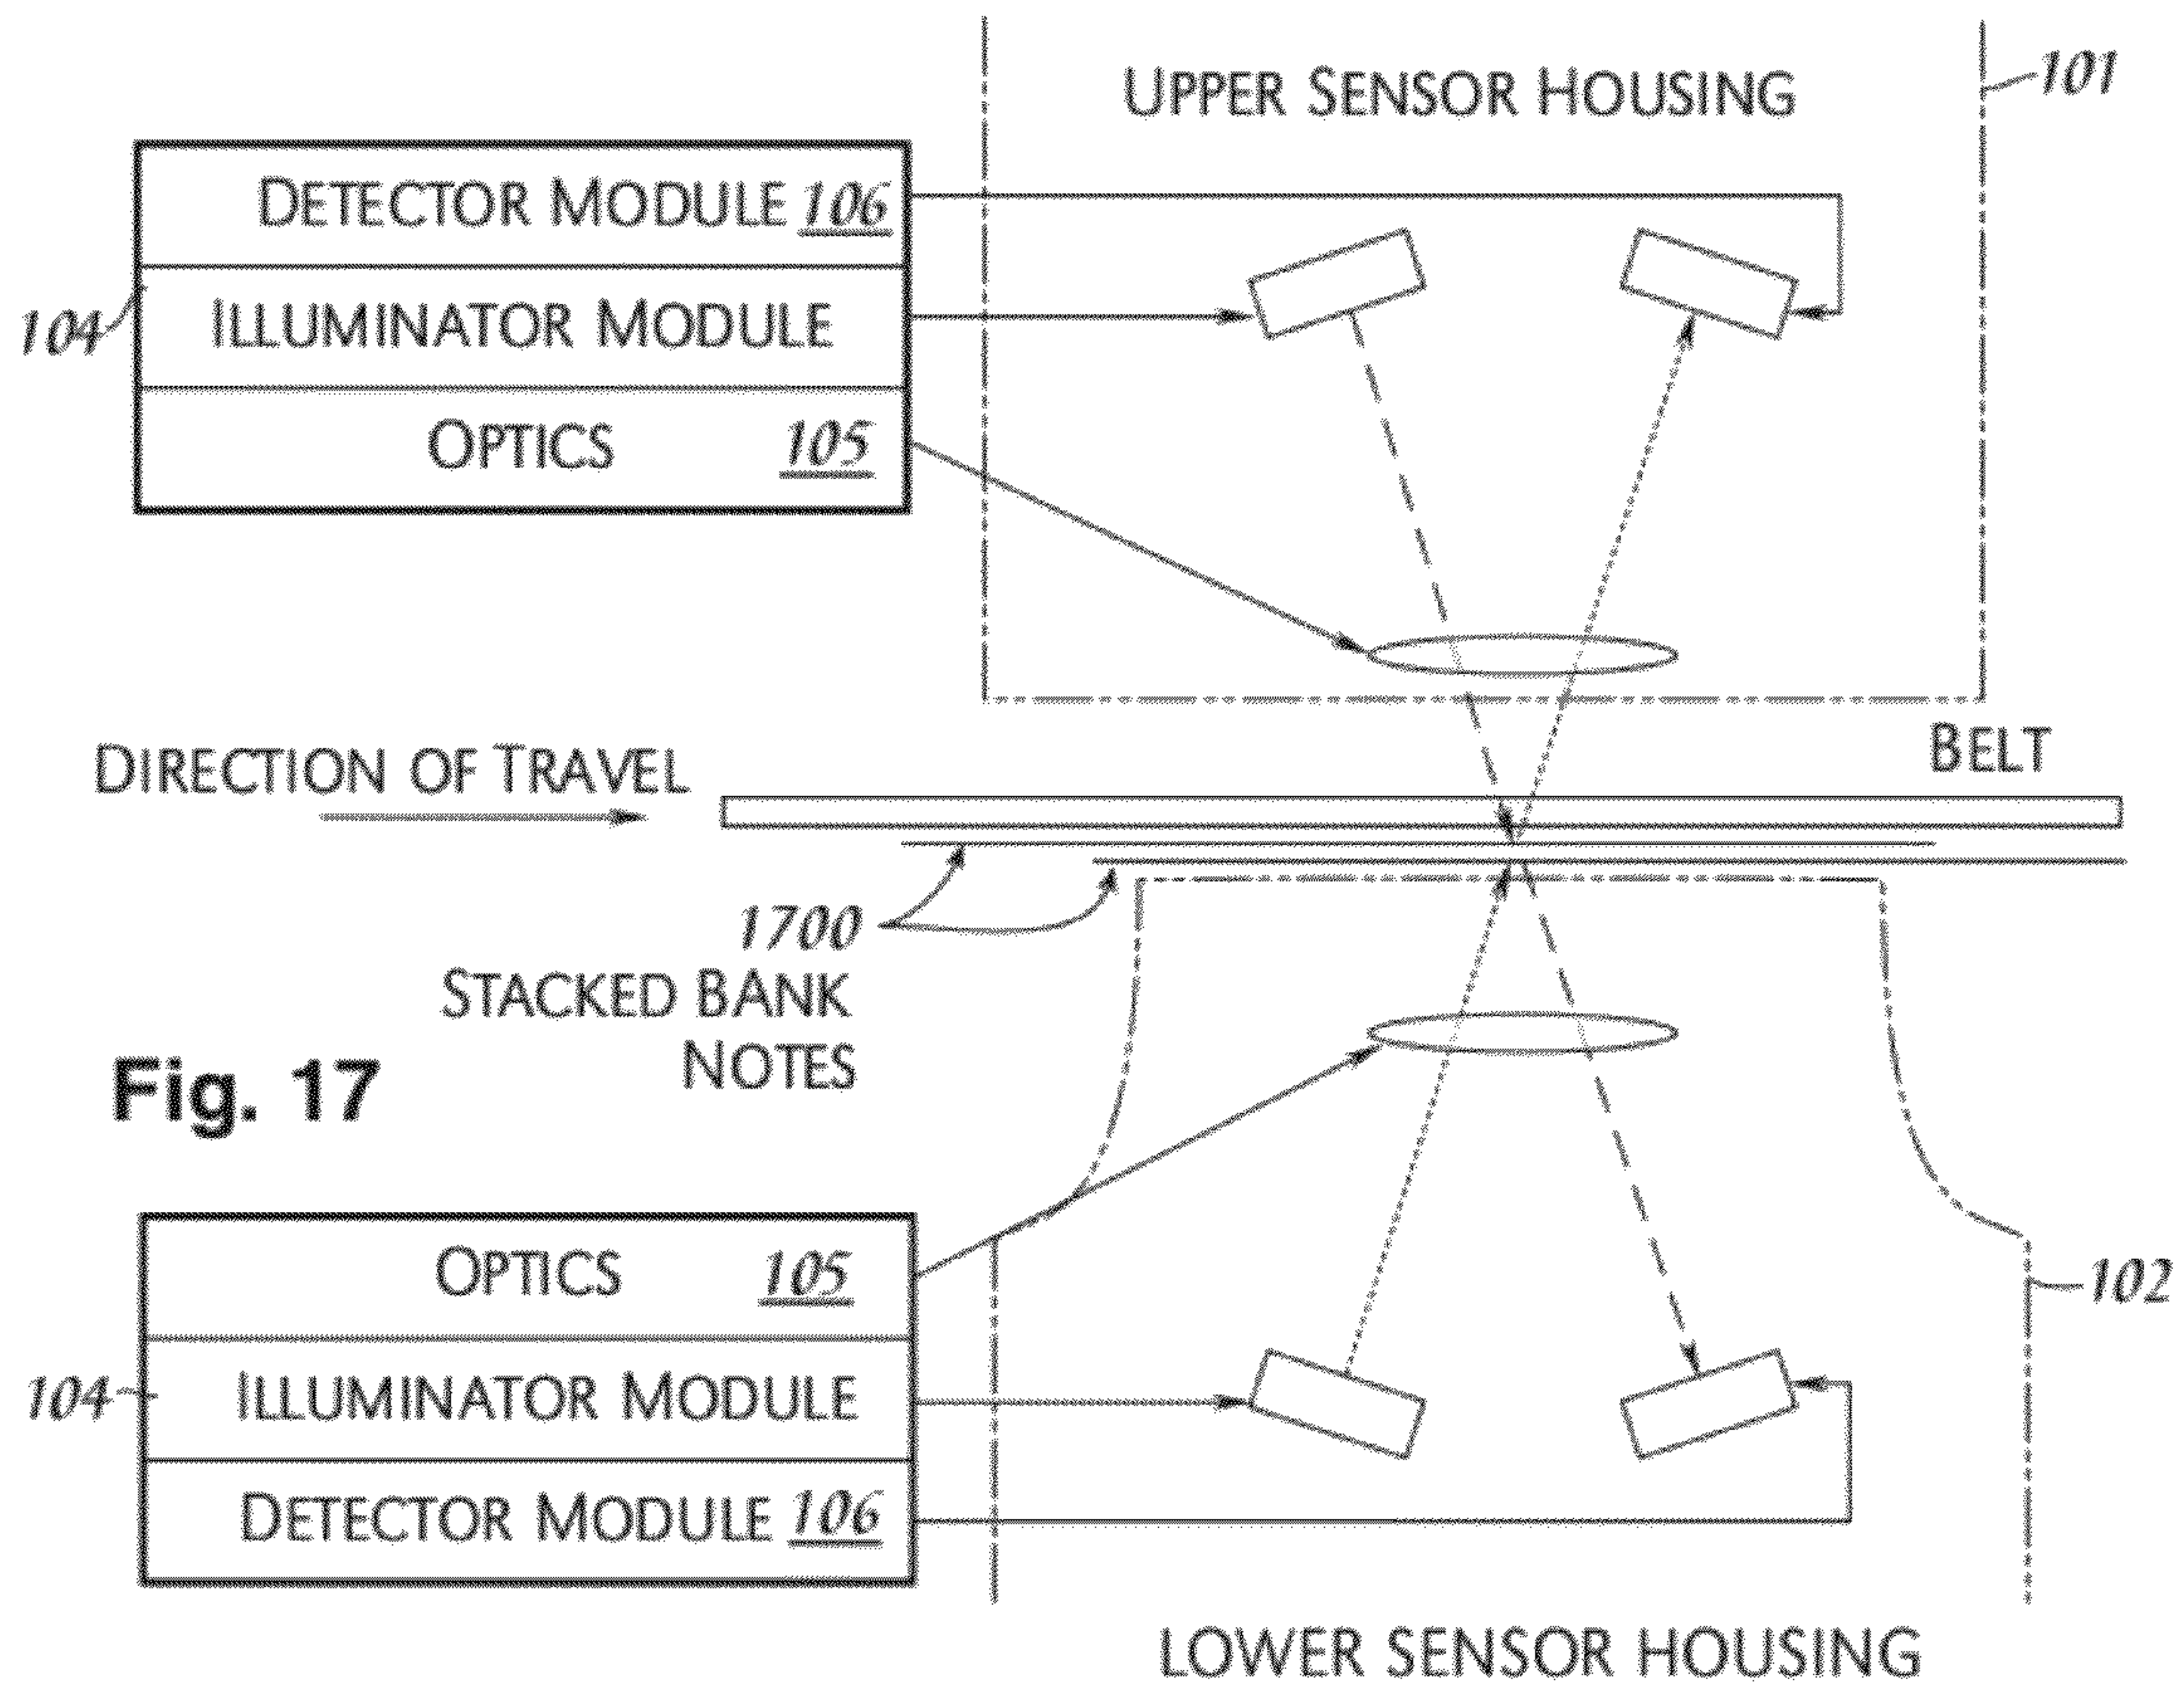 UPPER SENSOR HOUSING
101
DETECTOR MODULE 106
ILLUMINATOR MODULE
104
OPTICS 105
DIRECTION OF TRAVEL
BELT
1700
STACKED BANK
NOTES
Fig. 17
OPTICS 105
102
104
ILLUMINATOR MODULE
DETECTOR MODULE 106
LOWER SENSOR HOUSING